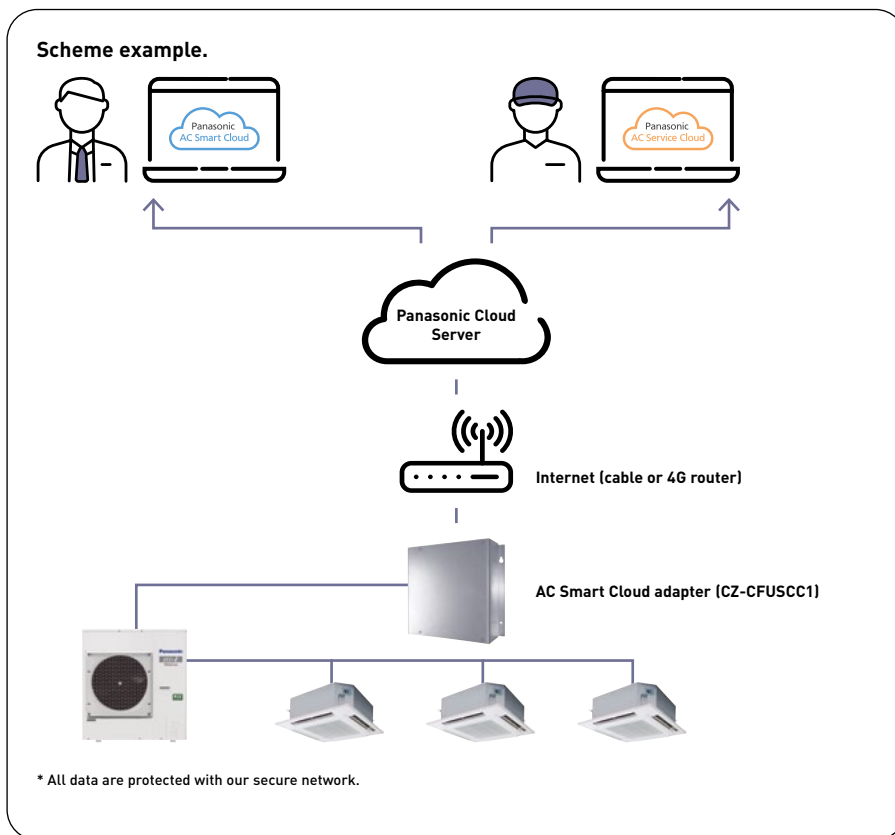 Scheme example.
Panasonic
AC Smart Cloud
Panasonic
AC Service Cloud
Panasonic Cloud
Server
Internet (cable or 4G router)
AC Smart Cloud adapter (CZ-CFUSCC1)
Panasonic
* All data are protected with our secure network.